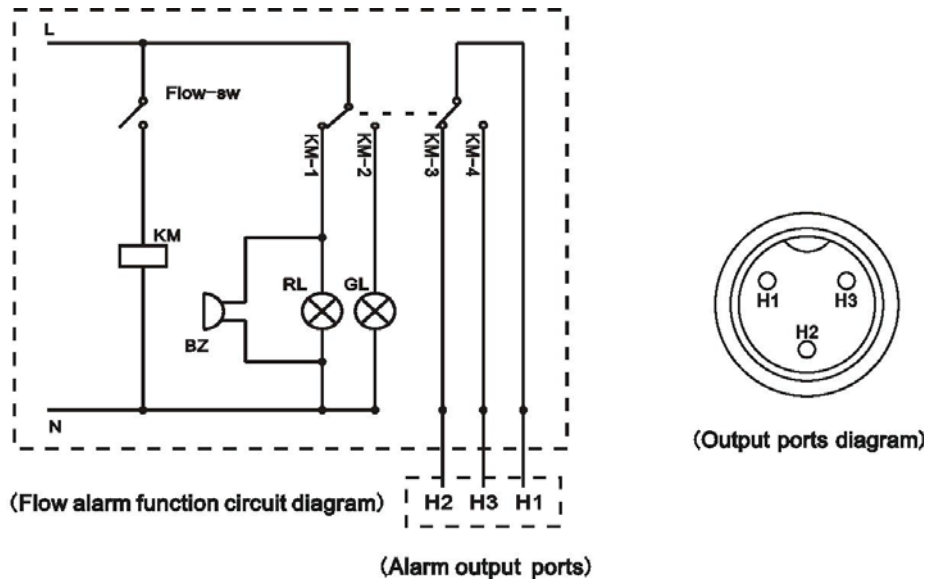 L
Flow-sw
KM-1
KM-2
KM-3
KM-4
KM
RL
GL
BZ
N
H1
H3
H2
(Output ports diagram)
(Flow alarm function circuit diagram)
H2 H3 H1
(Alarm output ports)